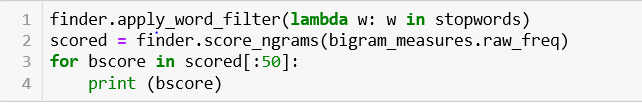 1 finder.apply_word_filter(lambda w: w in stopwords)
2 scored = finder.score_ngrams(bigram_measures.raw_freq)
3 for bscore in scored[:50]:
4     print (bscore)